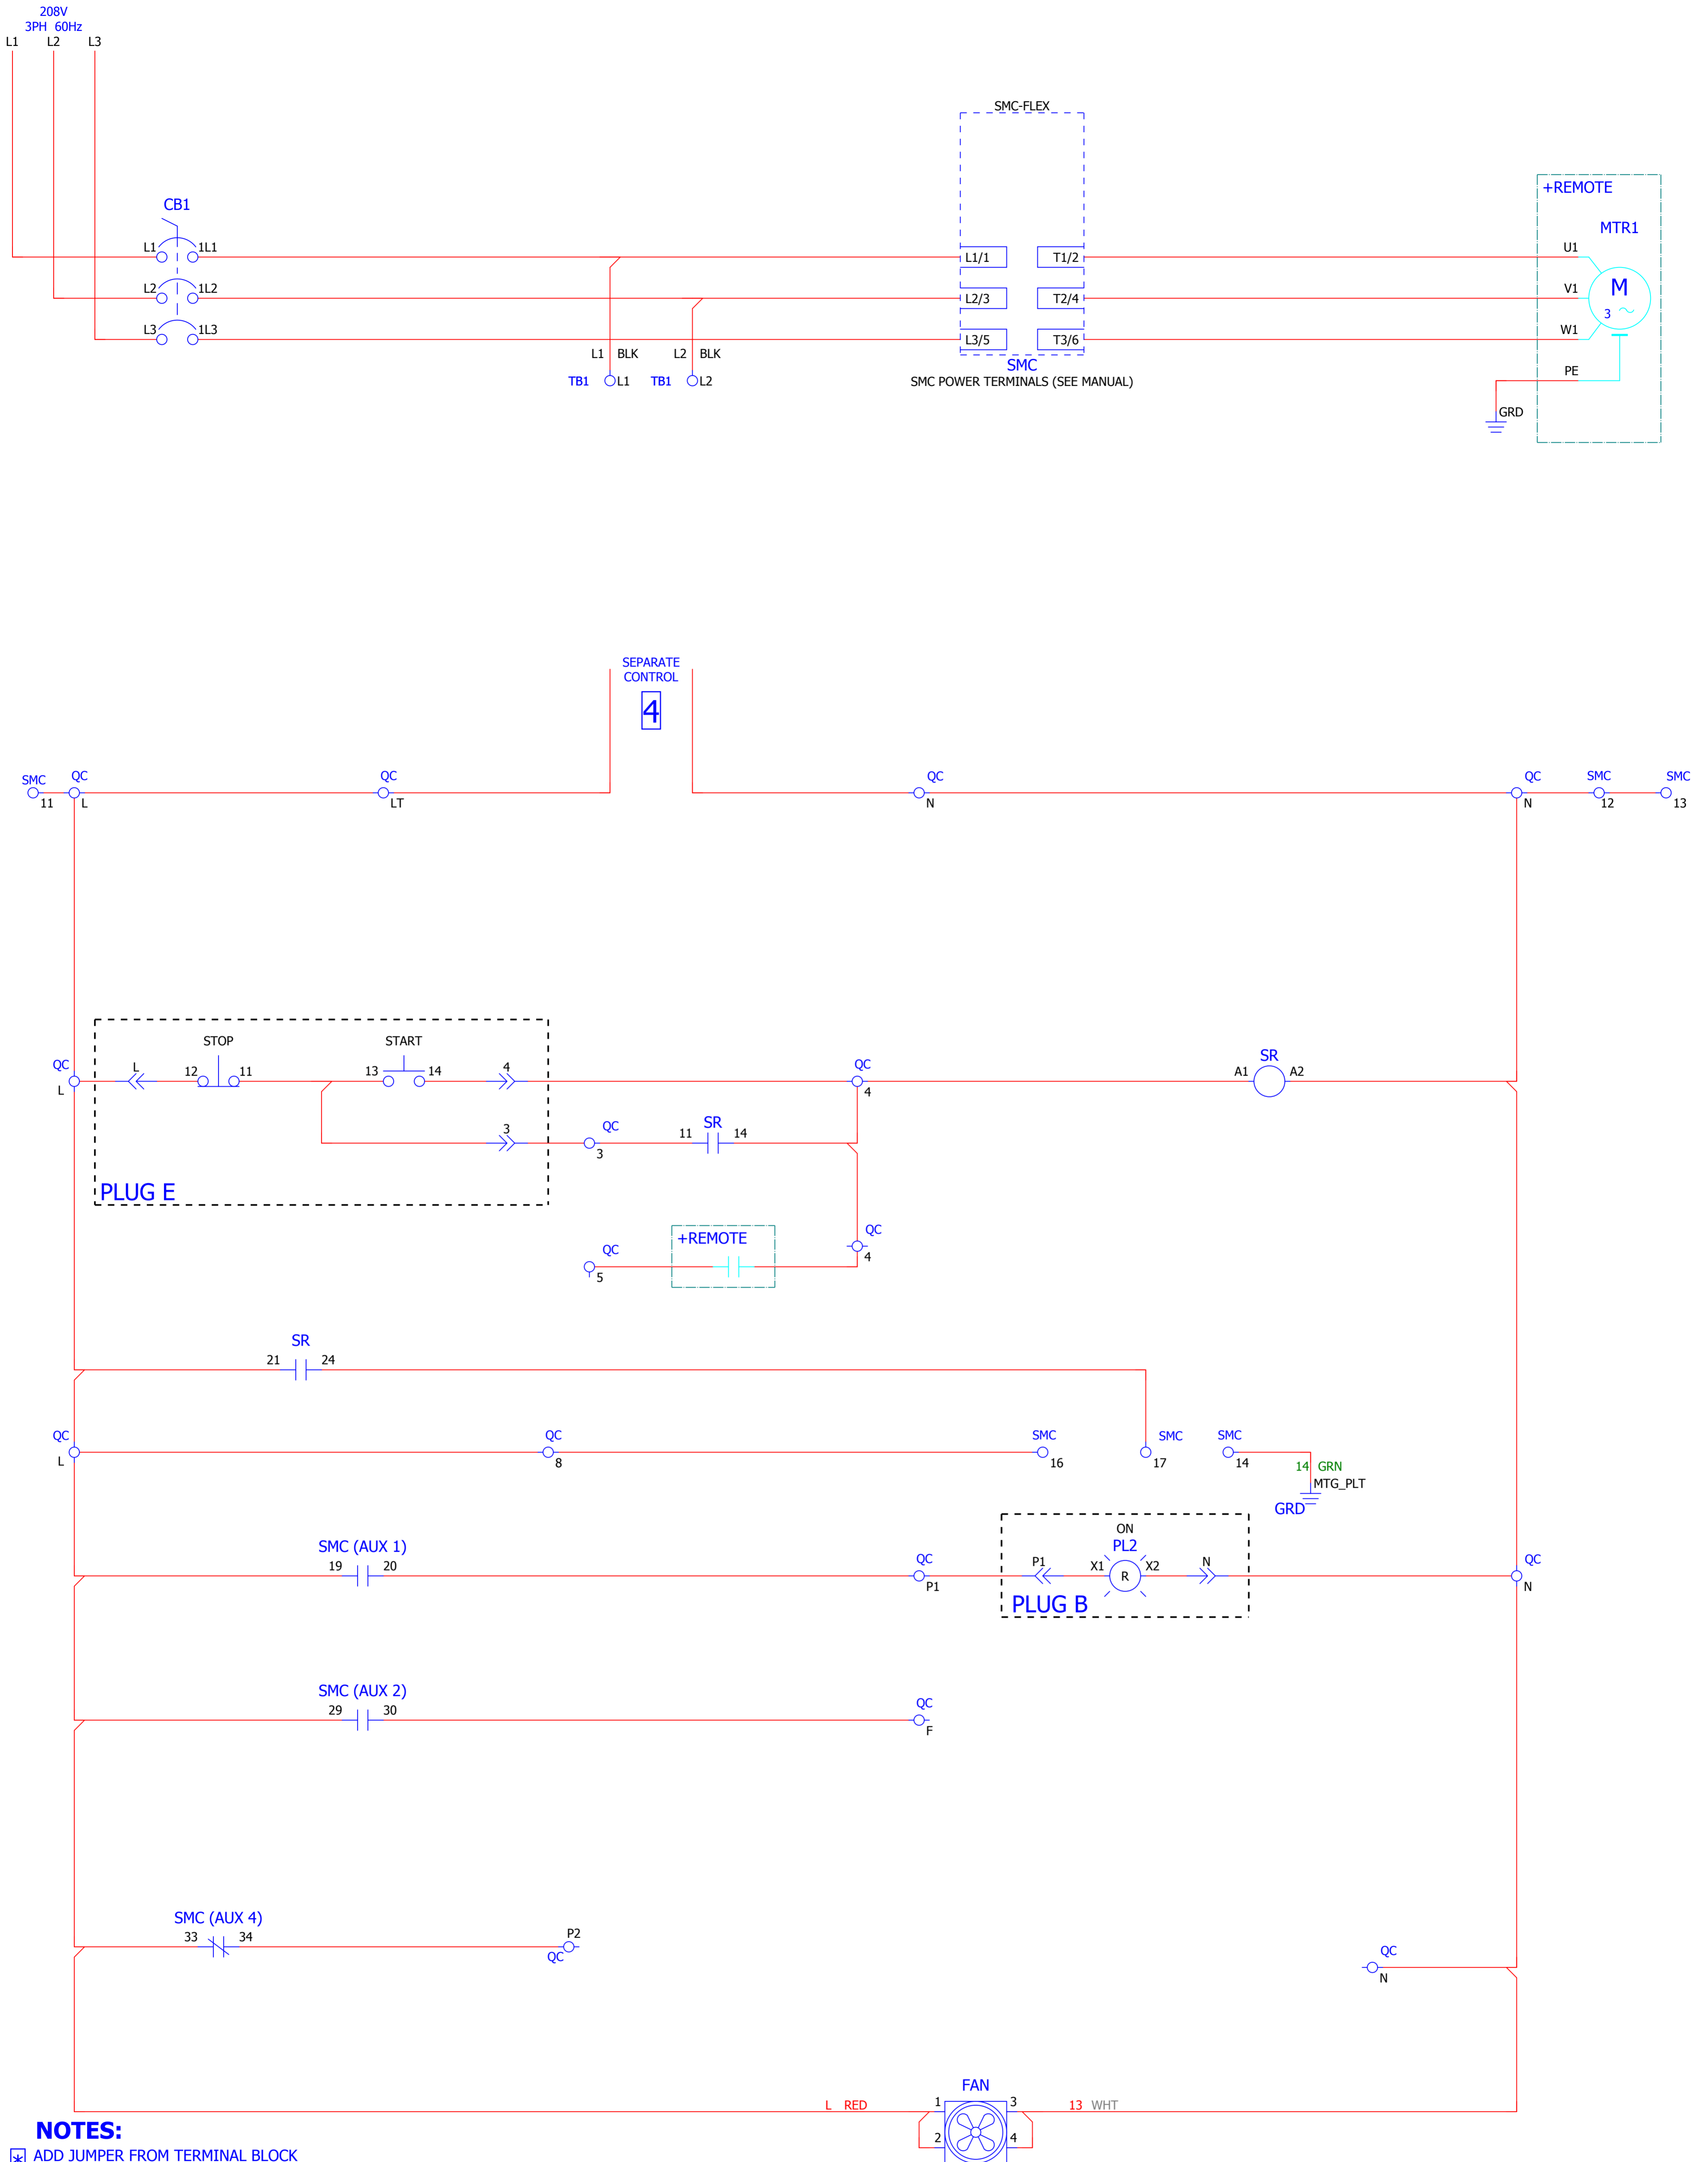 208V
3PH 60Hz
L1 L2 L3
SMC-FLEX
+REMOTE
CB1
MTR1
L1 1L1 L1/1 T1/2 U1
L2 1L2 L2/3 T2/4 V1
M
3
L3 1L3 L3/5 T3/6 W1
L1 BLK L2 BLK
SMC
PE
TB1 L1 TB1 L2
SMC POWER TERMINALS (SEE MANUAL)
GRD
SEPARATE
CONTROL
4
SMC QC QC QC QC SMC SMC
11 L LT N N 12 13
STOP START
QC L 12 11 13 14 4 QC SR
L 4 A1 A2
3 QC 11 SR 14
3
PLUG E
+REMOTE QC
QC 4
5
SR
21 24
QC QC SMC SMC SMC
L 8 16 17 14
14 GRN
MTG_PLT
GRD
ON
SMC (AUX 1) PL2
19 20 QC P1 X1 R X2 N QC
P1 N
PLUG B
SMC (AUX 2)
29 30 QC
F
SMC (AUX 4)
33 34 P2
QC
QC
N
FAN
L RED 1 3 13 WHT
2 4
NOTES:
* ADD JUMPER FROM TERMINAL BLOCK